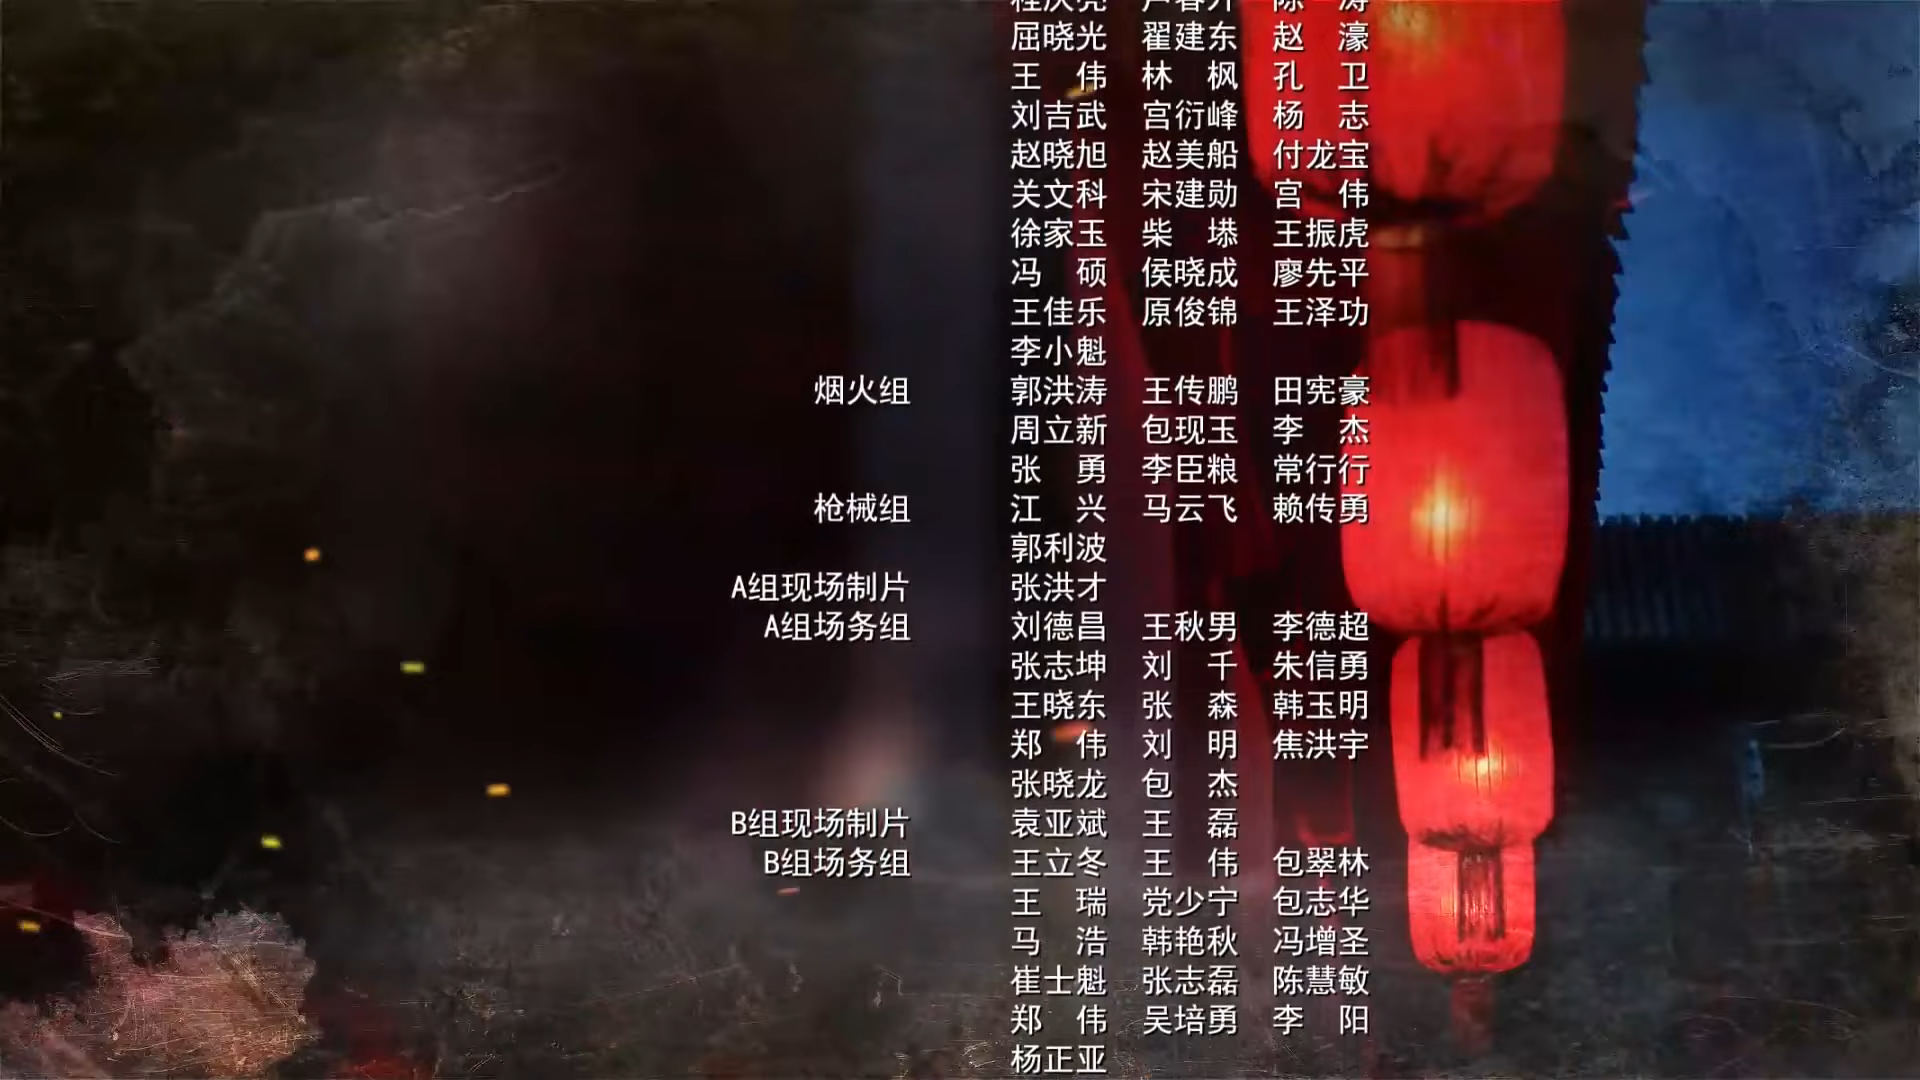 屈晓光 翟建东 赵 濠
王 伟 林 枫 孔 卫
刘吉武 宫衍峰 杨 志
赵晓旭 赵美船 付龙宝
关文科 宋建勋 宫 伟
徐家玉 柴 塨 王振虎
冯 硕 侯晓成 廖先平
王佳乐 原俊锦 王泽功
李小魁
烟火组 郭洪涛 王传鹏 田宪豪
周立新 包现玉 李 杰
张 勇 李臣粮 常行行
枪械组 江 兴 马云飞 赖传勇
郭利波
A组现场制片 张洪才
A组场务组 刘德昌 王秋男 李德超
张志坤 刘 千 朱信勇
王晓东 张 森 韩玉明
郑 伟 刘 明 焦洪宇
张晓龙 包 杰
B组现场制片 袁亚斌 王 磊
B组场务组 王立冬 王 伟 包翠林
王 瑞 党少宁 包志华
马 浩 韩艳秋 冯增圣
崔士魁 张志磊 陈慧敏
郑 伟 吴培勇 李 阳
杨正亚